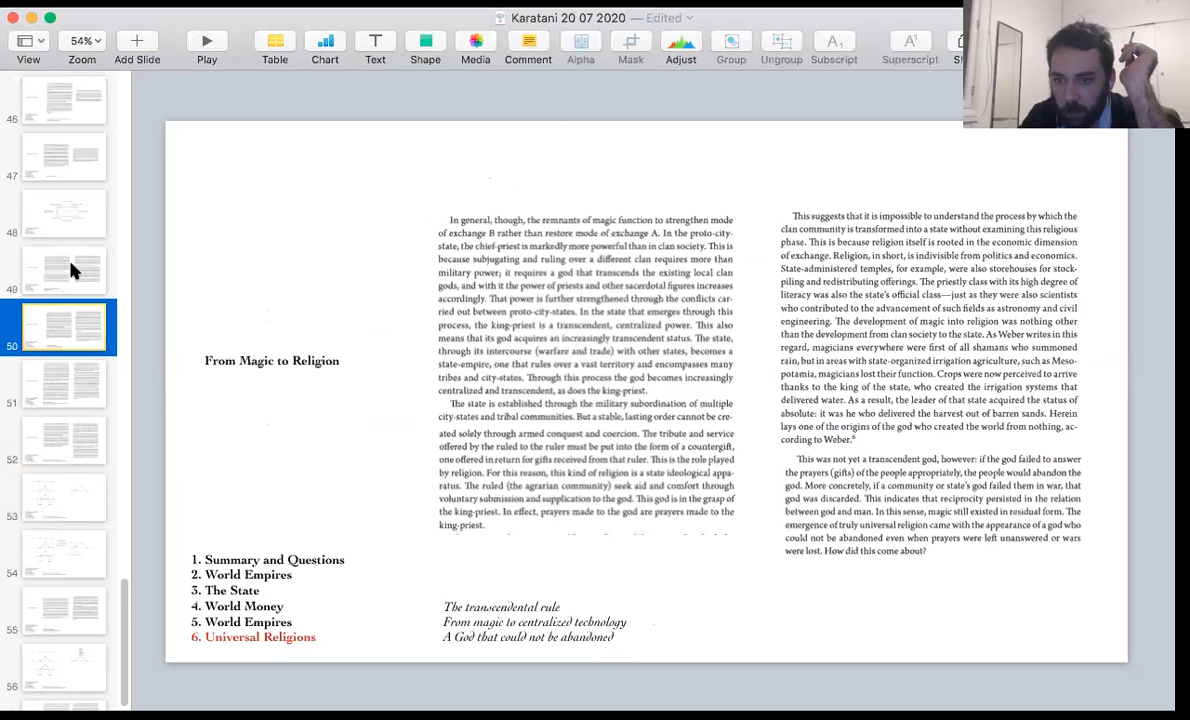 Karatani 20 07 2020 — Edited
54%
View
Zoom
Add Slide
Play
Table
Chart
Text
Shape
Media
Comment
Alpha
Mask
Adjust
Group
Ungroup
Subscript
Superscript
46
47
48
49
50
51
52
53
54
55
56
From Magic to Religion
In general, though, the remnants of magic function to strengthen mode
of exchange B rather than restore mode of exchange A. In the proto-city-
state, the chief-priest is markedly more powerful than in clan society. This is
because subjugating and ruling over a different clan requires more than
military power; it requires a god that transcends the existing local clan
gods, and with it the power of priests and other sacerdotal figures increases
accordingly. That power is further strengthened through the conflicts car-
ried out between proto-city-states. In the state that emerges through this
process, the king-priest is a transcendent, centralized power. This also
means that its god acquires an increasingly transcendent status. The state,
through its intercourse (warfare and trade) with other states, becomes a
state-empire, one that rules over a vast territory and encompasses many
tribes and city-states. Through this process the god becomes increasingly
centralized and transcendent, as does the king-priest.
The state is established through the military subordination of multiple
city-states and tribal communities. But a stable, lasting order cannot be cre-
ated solely through armed conquest and coercion. The tribute and service
offered by the ruled to the ruler must be put into the form of a countergift,
one offered in return for gifts received from that ruler. This is the role played
by religion. For this reason, this kind of religion is a state ideological appa-
ratus. The ruled (the agrarian community) seek aid and comfort through
voluntary submission and supplication to the god. This god is in the grasp of
the king-priest. In effect, prayers made to the god are prayers made to the
king-priest.
This suggests that it is impossible to understand the process by which the
clan community is transformed into a state without examining this religious
phase. This is because religion itself is rooted in the economic dimension
of exchange. Religion, in short, is indivisible from politics and economics.
State-administered temples, for example, were also storehouses for stock-
piling and redistributing offerings. The priestly class with its high degree of
literacy was also the state's official class—just as they were also scientists
who contributed to the advancement of such fields as astronomy and civil
engineering. The development of magic into religion was nothing other
than the development from clan society to the state. As Weber writes in this
regard, magicians everywhere were first of all shamans who summoned
rain, but in areas with state-organized irrigation agriculture, such as Meso-
potamia, magicians lost their function. Crops were now perceived to arrive
thanks to the king of the state, who created the irrigation systems that
delivered water. As a result, the leader of that state acquired the status of
absolute: it was he who delivered the harvest out of barren sands. Herein
lays one of the origins of the god who created the world from nothing, ac-
cording to Weber.⁶
This was not yet a transcendent god, however: if the god failed to answer
the prayers (gifts) of the people appropriately, the people would abandon the
god. More concretely, if a community or state's god failed them in war, that
god was discarded. This indicates that reciprocity persisted in the relation
between god and man. In this sense, magic still existed in residual form. The
emergence of truly universal religion came with the appearance of a god who
could not be abandoned even when prayers were left unanswered or wars
were lost. How did this come about?
1. Summary and Questions
2. World Empires
3. The State
4. World Money
5. World Empires
6. Universal Religions
The transcendental rule
From magic to centralized technology
A God that could not be abandoned